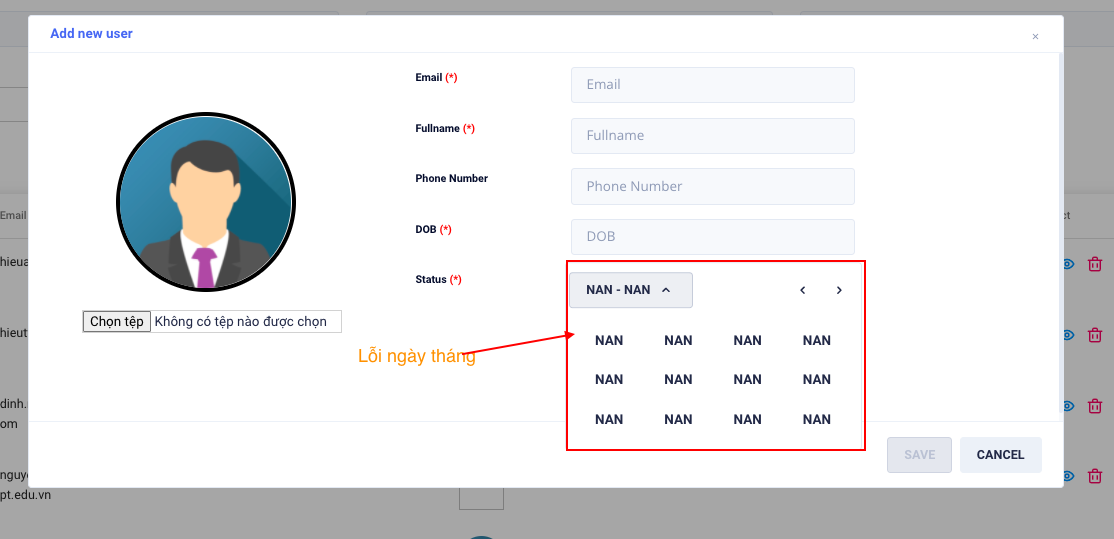 Add new user
×
Email (*)
Email
Fullname (*)
Fullname
Phone Number
Phone Number
DOB (*)
DOB
Status (*)
NAN - NAN
Chọn tệp Không có tệp nào được chọn
Lỗi ngày tháng
NAN NAN NAN NAN
NAN NAN NAN NAN
NAN NAN NAN NAN
SAVE
CANCEL
Email
ct
hieua
hieut
dinh.
om
nguye
pt.edu.vn